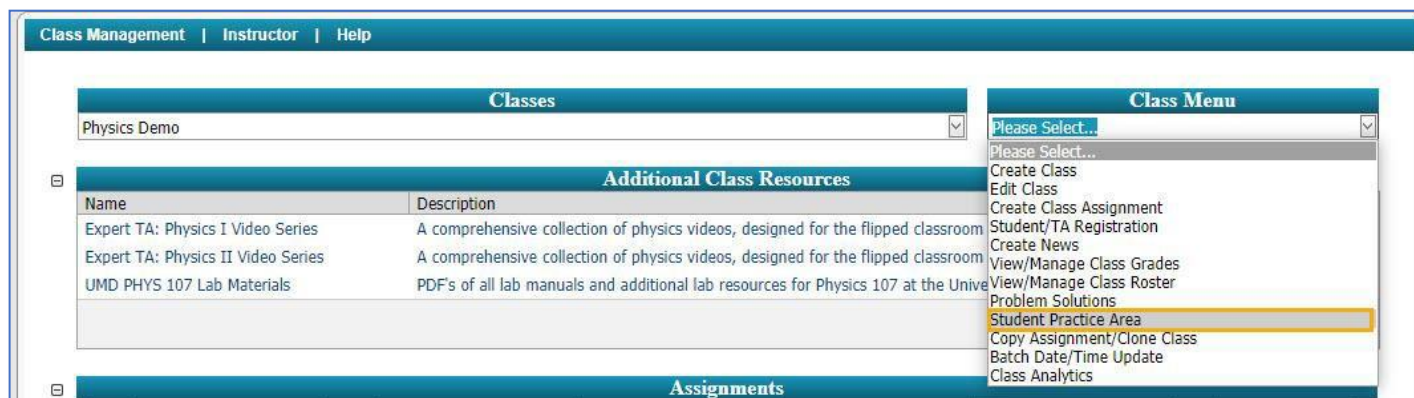 Class Management | Instructor | Help
Classes
Class Menu
Physics Demo
Please Select...
Please Select...
Create Class
Edit Class
Create Class Assignment
Student/TA Registration
Create News
View/Manage Class Grades
View/Manage Class Roster
Problem Solutions
Student Practice Area
Copy Assignment/Clone Class
Batch Date/Time Update
Class Analytics
Additional Class Resources
Name Description
Expert TA: Physics I Video Series A comprehensive collection of physics videos, designed for the flipped classroom
Expert TA: Physics II Video Series A comprehensive collection of physics videos, designed for the flipped classroom
UMD PHYS 107 Lab Materials PDF's of all lab manuals and additional lab resources for Physics 107 at the
Assignments